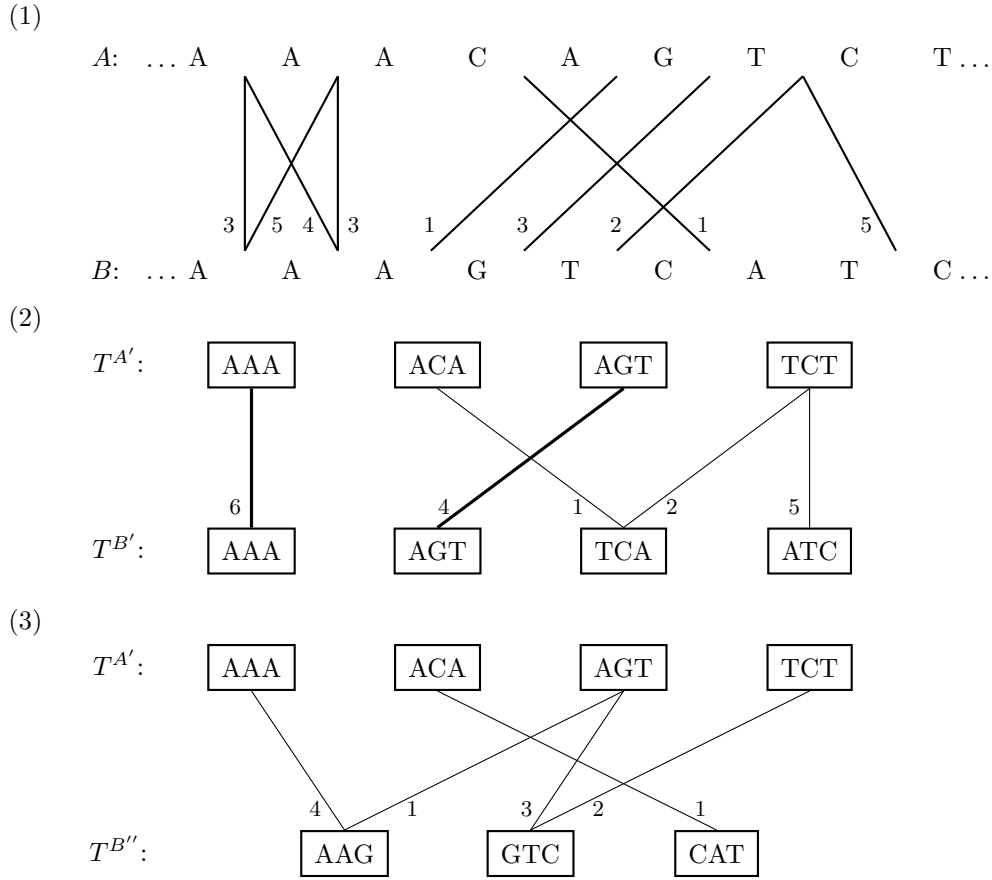 (1)
A: ... A A A C A G T C T ...
3 5 4 3 1 3 2 1 5
B: ... A A A G T C A T C ...
(2)
T^{A'}: AAA ACA AGT TCT
6 4 1 2 5
T^{B'}: AAA AGT TCA ATC
(3)
T^{A'}: AAA ACA AGT TCT
4 1 3 2 1
T^{B''}: AAG GTC CAT